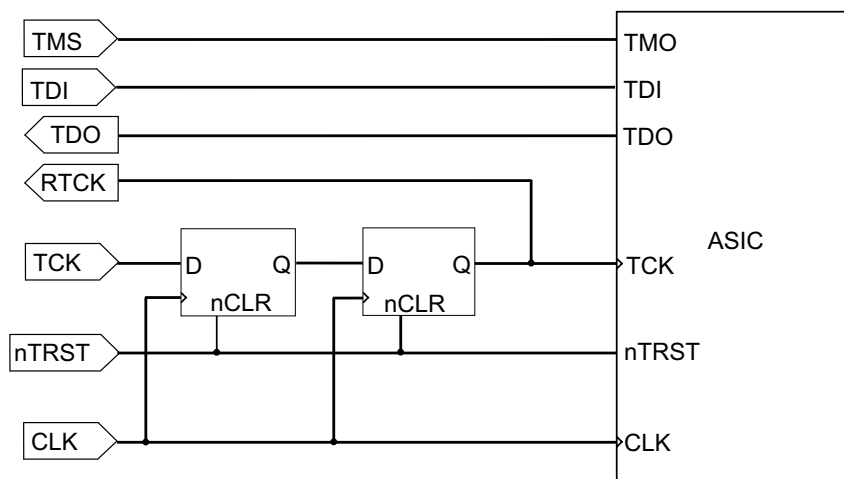 TMS TMO
TDI TDI
TDO TDO
RTCK
ASIC
TCK D Q D Q TCK
nCLR nCLR
nTRST nTRST
CLK CLK